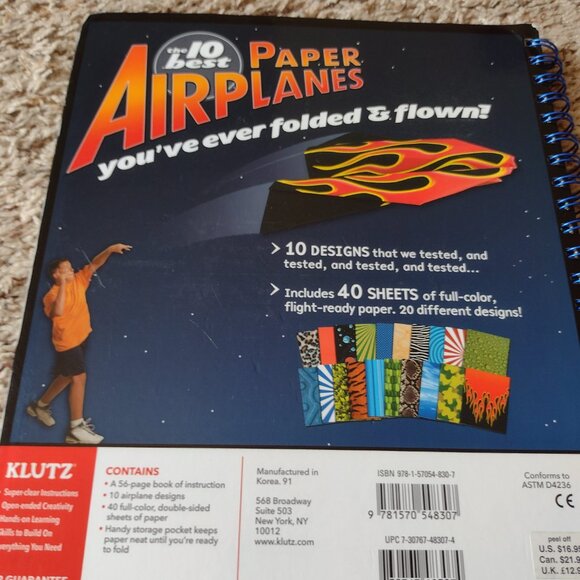 the 10 best PAPER
AIRPLANES
you've ever folded & flown!
> 10 DESIGNS that we tested, and
tested, and tested, and tested...
> Includes 40 SHEETS of full-color,
flight-ready paper. 20 different designs!
KLUTZ®
Super-clear Instructions
Open-ended Creativity
Hands on Learning
Skills to Build On
Everything You Need
GUARANTEE
CONTAINS
• A 56-page book of instruction
• 10 airplane designs
• 40 full-color, double-sided
sheets of paper
• Handy storage pocket keeps
paper neat until you're ready
to fold
Manufactured in
Korea. 91
568 Broadway
Suite 503
New York, NY
10012
www.klutz.com
ISBN 978-1-57054-830-7
9 781570 548307
UPC 7-30767-48307-4
Conforms to
ASTM D4236
CE
peel off
U.S. $16.95
Can. $21.9
U.K. £12.9